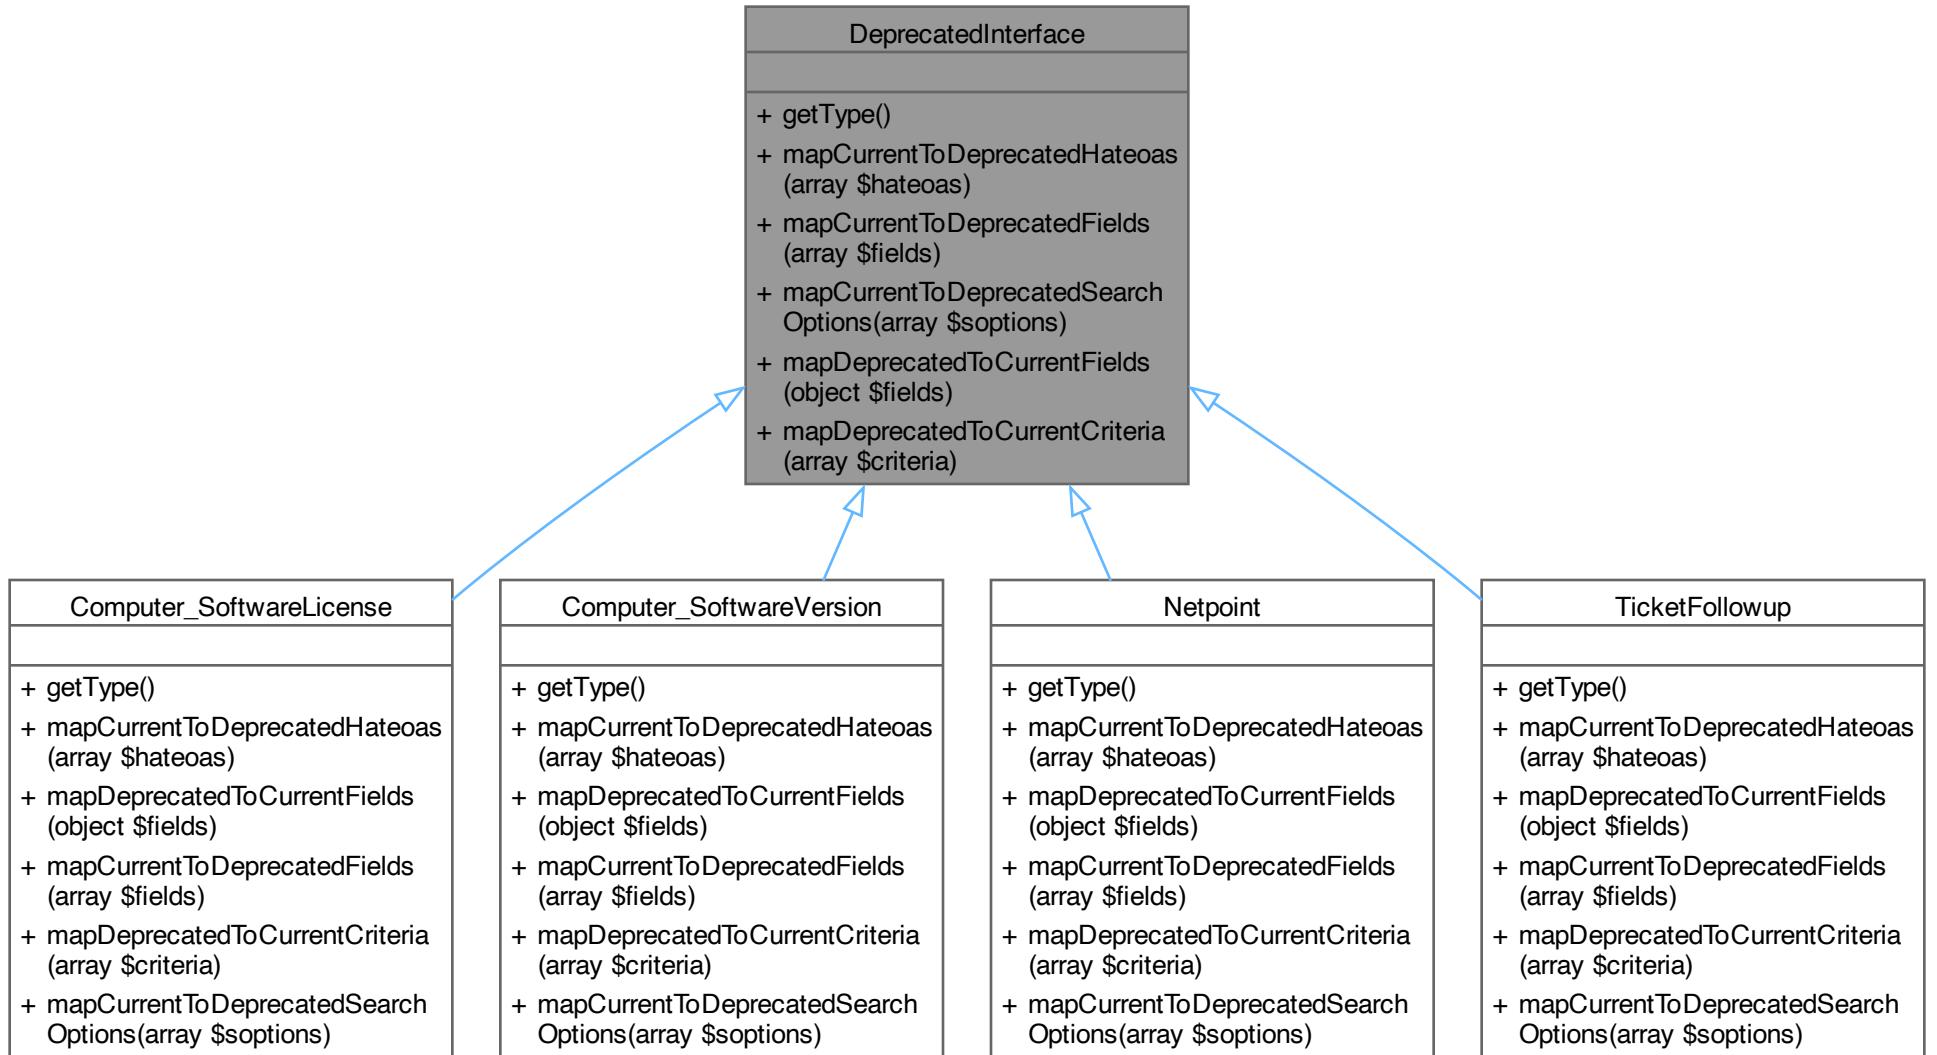 DeprecatedInterface
+ getType()
+ mapCurrentToDeprecatedHateoas
(array $hateoas)
+ mapCurrentToDeprecatedFields
(array $fields)
+ mapCurrentToDeprecatedSearch
Options(array $soptions)
+ mapDeprecatedToCurrentFields
(object $fields)
+ mapDeprecatedToCurrentCriteria
(array $criteria)
Computer_SoftwareLicense
+ getType()
+ mapCurrentToDeprecatedHateoas
(array $hateoas)
+ mapDeprecatedToCurrentFields
(object $fields)
+ mapCurrentToDeprecatedFields
(array $fields)
+ mapDeprecatedToCurrentCriteria
(array $criteria)
+ mapCurrentToDeprecatedSearch
Options(array $soptions)
Computer_SoftwareVersion
+ getType()
+ mapCurrentToDeprecatedHateoas
(array $hateoas)
+ mapDeprecatedToCurrentFields
(object $fields)
+ mapCurrentToDeprecatedFields
(array $fields)
+ mapDeprecatedToCurrentCriteria
(array $criteria)
+ mapCurrentToDeprecatedSearch
Options(array $soptions)
Netpoint
+ getType()
+ mapCurrentToDeprecatedHateoas
(array $hateoas)
+ mapDeprecatedToCurrentFields
(object $fields)
+ mapCurrentToDeprecatedFields
(array $fields)
+ mapDeprecatedToCurrentCriteria
(array $criteria)
+ mapCurrentToDeprecatedSearch
Options(array $soptions)
TicketFollowup
+ getType()
+ mapCurrentToDeprecatedHateoas
(array $hateoas)
+ mapDeprecatedToCurrentFields
(object $fields)
+ mapCurrentToDeprecatedFields
(array $fields)
+ mapDeprecatedToCurrentCriteria
(array $criteria)
+ mapCurrentToDeprecatedSearch
Options(array $soptions)